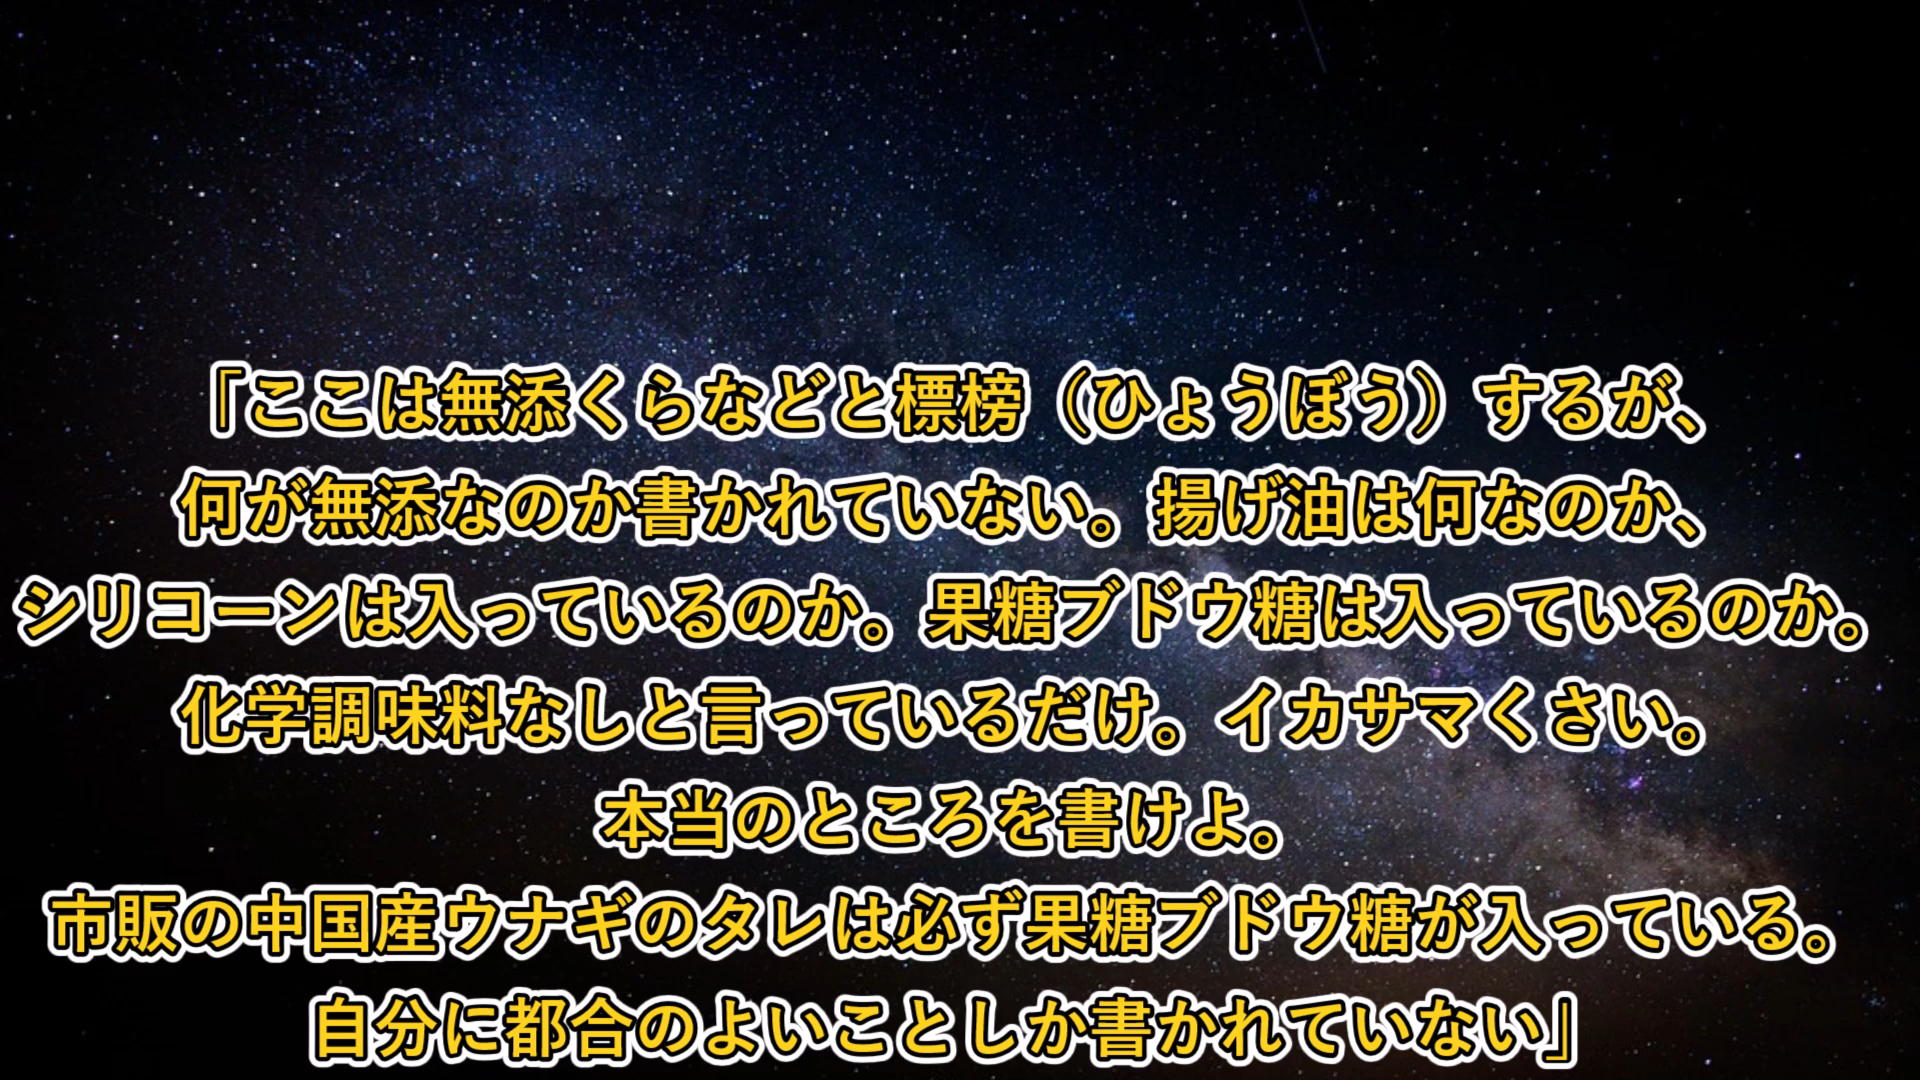 「ここは無添くらなどと標榜（ひょうぼう）するが、
何が無添なのか書かれていない。揚げ油は何なのか、
シリコーンは入っているのか。果糖ブドウ糖は入っているのか。
化学調味料なしと言っているだけ。イカサマくさい。
本当のところを書けよ。
市販の中国産ウナギのタレは必ず果糖ブドウ糖が入っている。
自分に都合のよいことしか書かれていない」